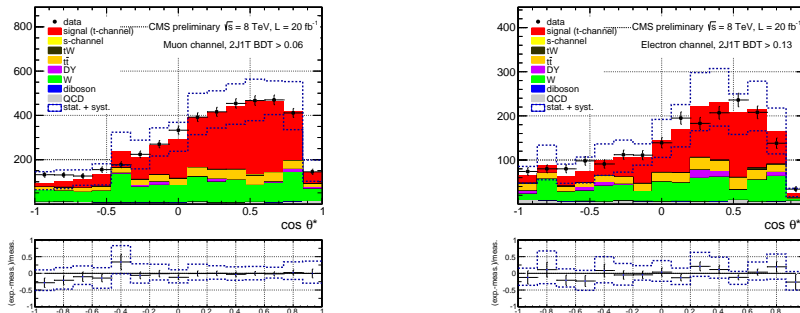 data
signal (t-channel)
s-channel
tW
tt̄
DY
W
diboson
QCD
stat. + syst.
CMS preliminary √s = 8 TeV, L = 20 fb⁻¹
Muon channel, 2J1T BDT > 0.06
800
600
400
200
-1 -0.5 0 0.5 1
cos θ*
(exp.-meas.)/meas.
1
0.5
0
-0.5
-1 -0.8 -0.6 -0.4 -0.2 0 0.2 0.4 0.6 0.8 1
data
signal (t-channel)
s-channel
tW
tt̄
DY
W
diboson
QCD
stat. + syst.
CMS preliminary √s = 8 TeV, L = 20 fb⁻¹
Electron channel, 2J1T BDT > 0.13
400
300
200
100
-1 -0.5 0 0.5
cos θ*
(exp.-meas.)/meas.
1
0.5
0
-0.5
-1
-1 -0.8 -0.6 -0.4 -0.2 0 0.2 0.4 0.6 0.8